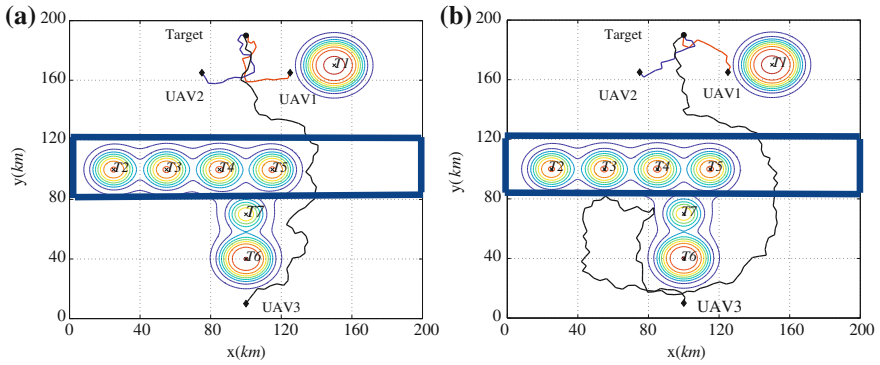 (a)
200
160
120
80
40
0
y(km)
Target
UAV2
UAV1
T1
T2
T3
T4
T5
T7
T6
UAV3
0
40
80
120
160
200
x(km)
(b)
200
160
120
80
40
0
y(km)
Target
UAV2
UAV1
T1
T2
T3
T4
T5
T7
T6
UAV3
0
40
80
120
160
200
x(km)